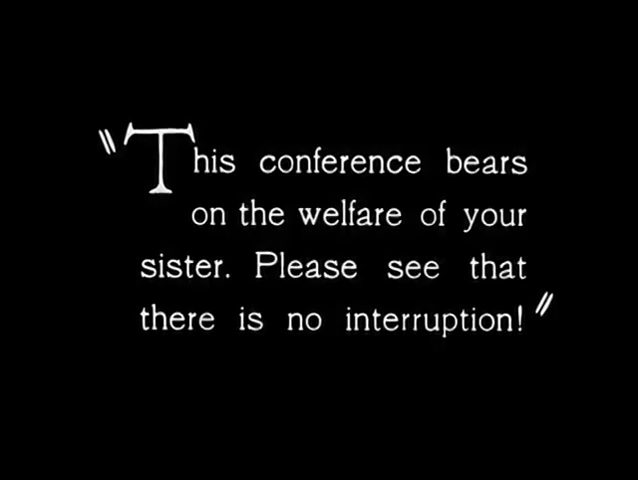 "This conference bears
on the welfare of your
sister. Please see that
there is no interruption!"